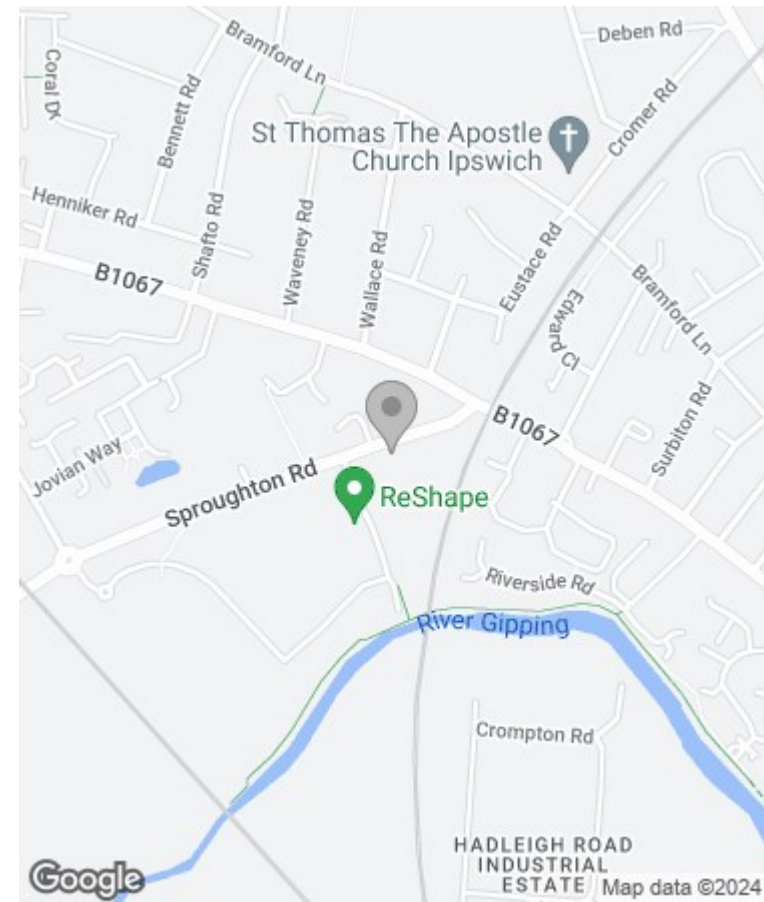 Deben Rd
Bramford Ln
Coral D
Bennett Rd
Cromer Rd
St Thomas The Apostle
Church Ipswich
Henniker Rd
Shafto Rd
Waveney Rd
Wallace Rd
Eustace Rd
B1067
Edward Cl
Bramford Ln
B1067
Surbiton Rd
Jovian Way
Sproughton Rd
ReShape
Riverside Rd
River Gipping
Crompton Rd
HADLEIGH ROAD
INDUSTRIAL
ESTATE
Google
Map data ©2024